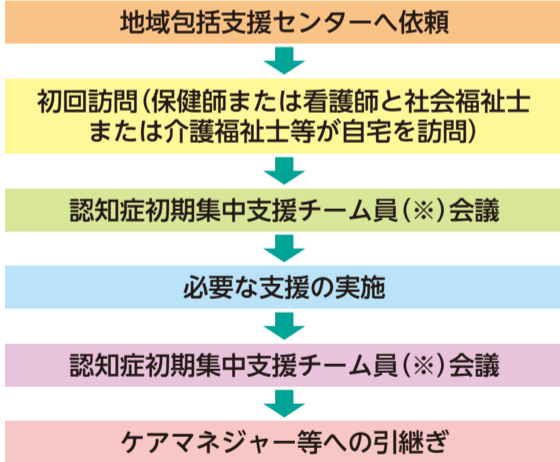 地域包括支援センターへ依頼
初回訪問(保健師または看護師と社会福祉士
または介護福祉士等が自宅を訪問)
認知症初期集中支援チーム員(※)会議
必要な支援の実施
認知症初期集中支援チーム員(※)会議
ケアマネジャー等への引継ぎ